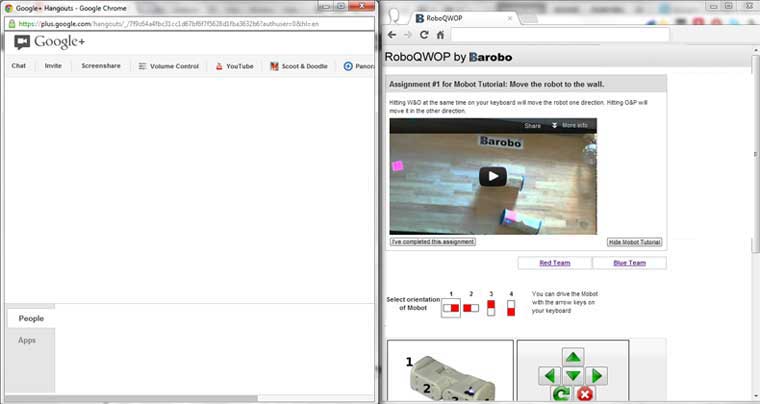 Google+ Hangouts - Google Chrome
https://plus.google.com/hangouts/_/7f9c64a4fbc31cc1d67bf6f7f5628d1fba3632b6?authuser=0&hl=en
Google+
Chat Invite Screenshare Volume Control YouTube Scoot & Doodle Panora
People
Apps
RoboQWOP
RoboQWOP by Barobo
Assignment #1 for Mobot Tutorial: Move the robot to the wall.
Hitting W&O at the same time on your keyboard will move the robot one direction. Hitting Q&P will
move it in the other direction.
Share More info
Barobo
I've completed this assignment Hide Mobot Tutorial
Red Team Blue Team
1 2 3 4
Select orientation
of Mobot
You can drive the Mobot
with the arrow keys on
your keyboard
1
2
3